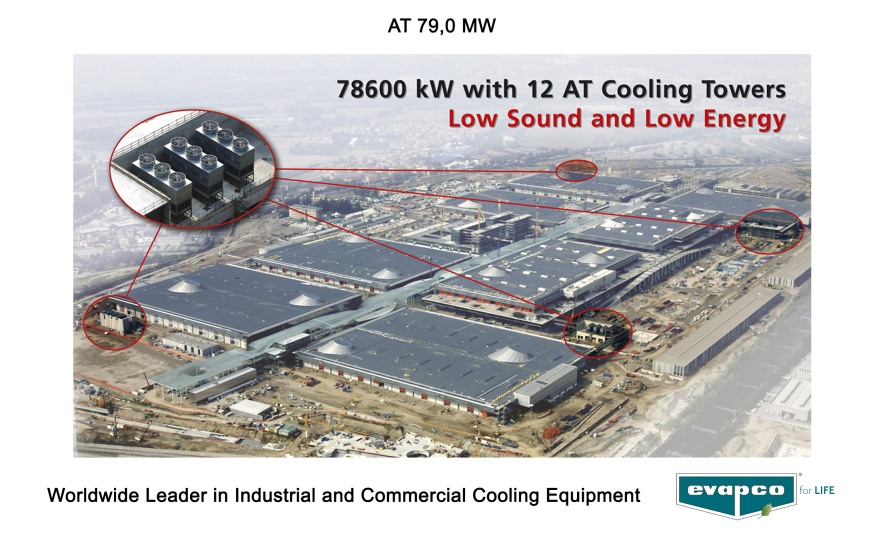 AT 79,0 MW
78600 kW with 12 AT Cooling Towers
Low Sound and Low Energy
Worldwide Leader in Industrial and Commercial Cooling Equipment
evapco® for LIFE